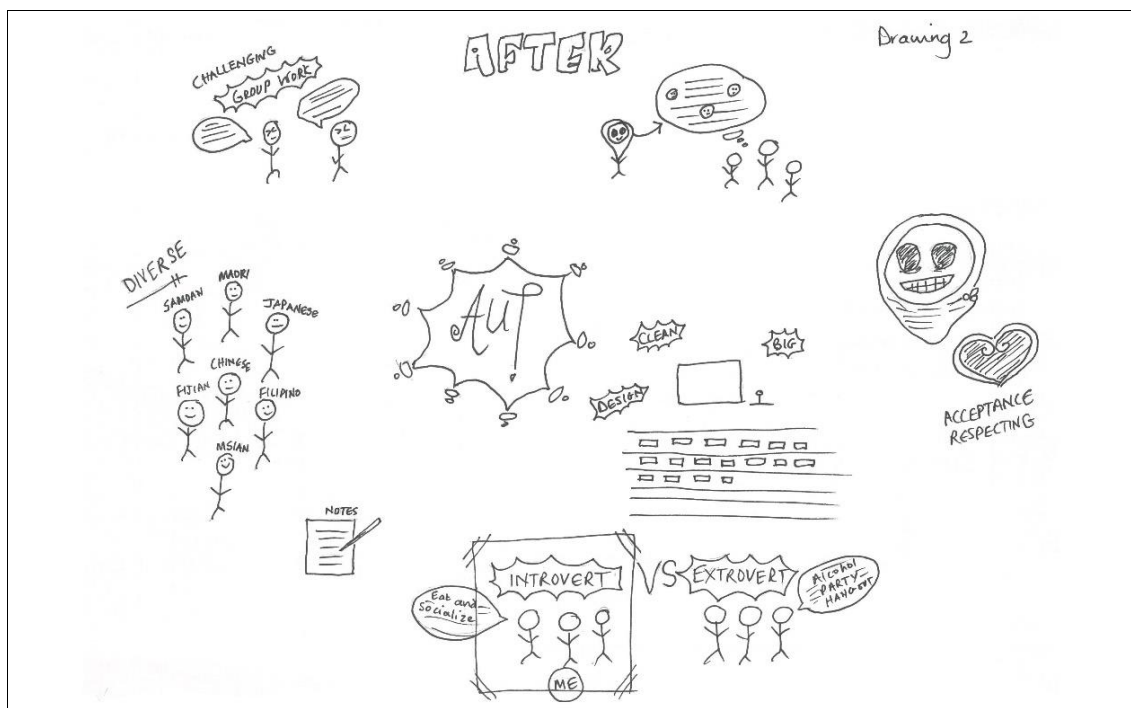 AFTER
Drawing 2
CHALLENGING
GROUP WORK
DIVERSE
MAORI
SAMOAN
JAPANESE
CHINESE
FIJIAN
FILIPINO
MSIAN
AUT
CLEAN
BIG
DESIGN
ACCEPTANCE
RESPECTING
NOTES
INTROVERT
VS
EXTROVERT
Eat and
Socialize
Alcohol
PARTY
HANGOUT
ME